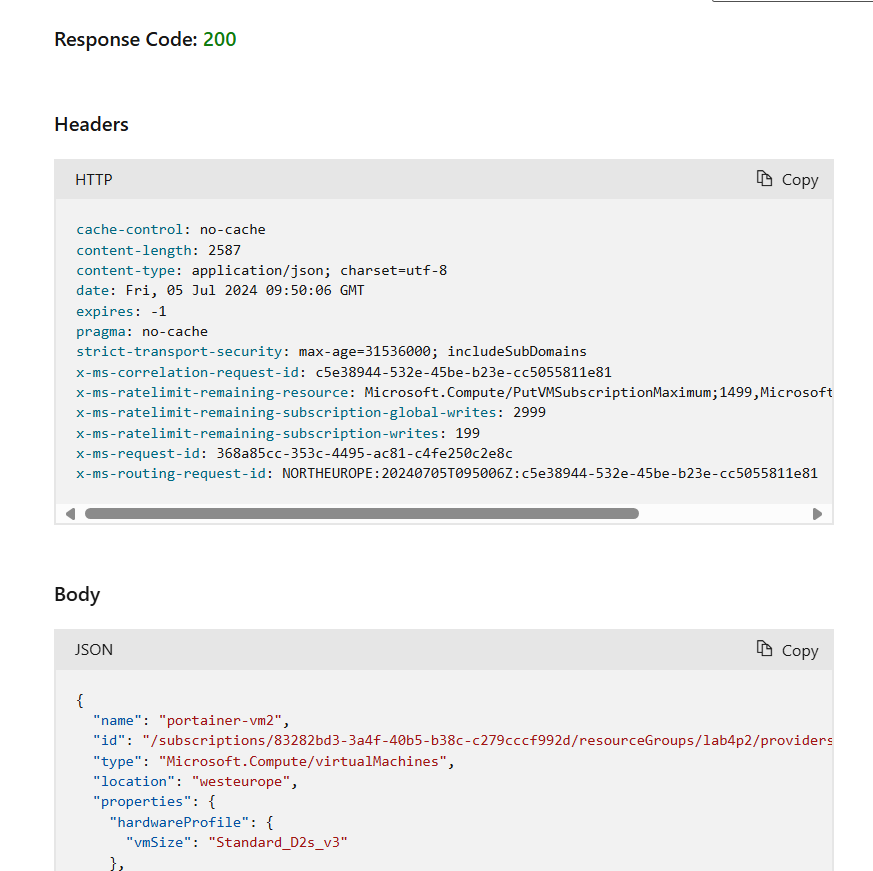 Response Code: 200
Headers
HTTP
Copy
cache-control: no-cache
content-length: 2587
content-type: application/json; charset=utf-8
date: Fri, 05 Jul 2024 09:50:06 GMT
expires: -1
pragma: no-cache
strict-transport-security: max-age=31536000; includeSubDomains
x-ms-correlation-request-id: c5e38944-532e-45be-b23e-cc5055811e81
x-ms-ratelimit-remaining-resource: Microsoft.Compute/PutVMSubscriptionMaximum;1499,Microsoft
x-ms-ratelimit-remaining-subscription-global-writes: 2999
x-ms-ratelimit-remaining-subscription-writes: 199
x-ms-request-id: 368a85cc-353c-4495-ac81-c4fe250c2e8c
x-ms-routing-request-id: NORTHEUROPE:20240705T095006Z:c5e38944-532e-45be-b23e-cc5055811e81
Body
JSON
Copy
{
"name": "portainer-vm2",
"id": "/subscriptions/83282bd3-3a4f-40b5-b38c-c279cccf992d/resourceGroups/lab4p2/providers
"type": "Microsoft.Compute/virtualMachines",
"location": "westeurope",
"properties": {
"hardwareProfile": {
"vmSize": "Standard_D2s_v3"
},